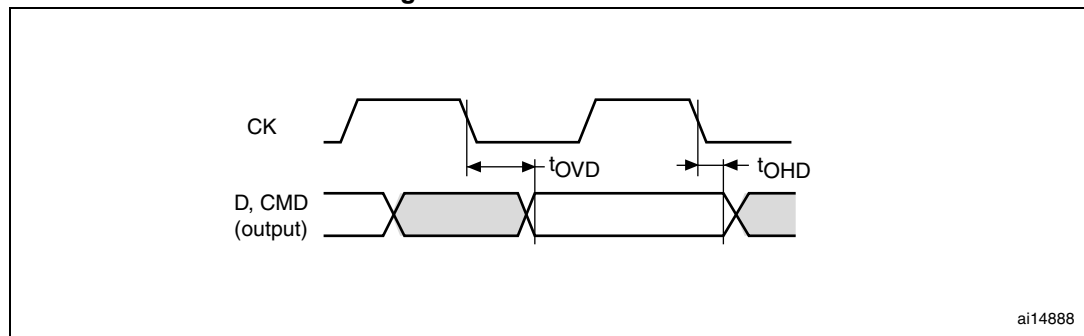 CK
tOVD
tOHD
D, CMD
(output)
ai14888